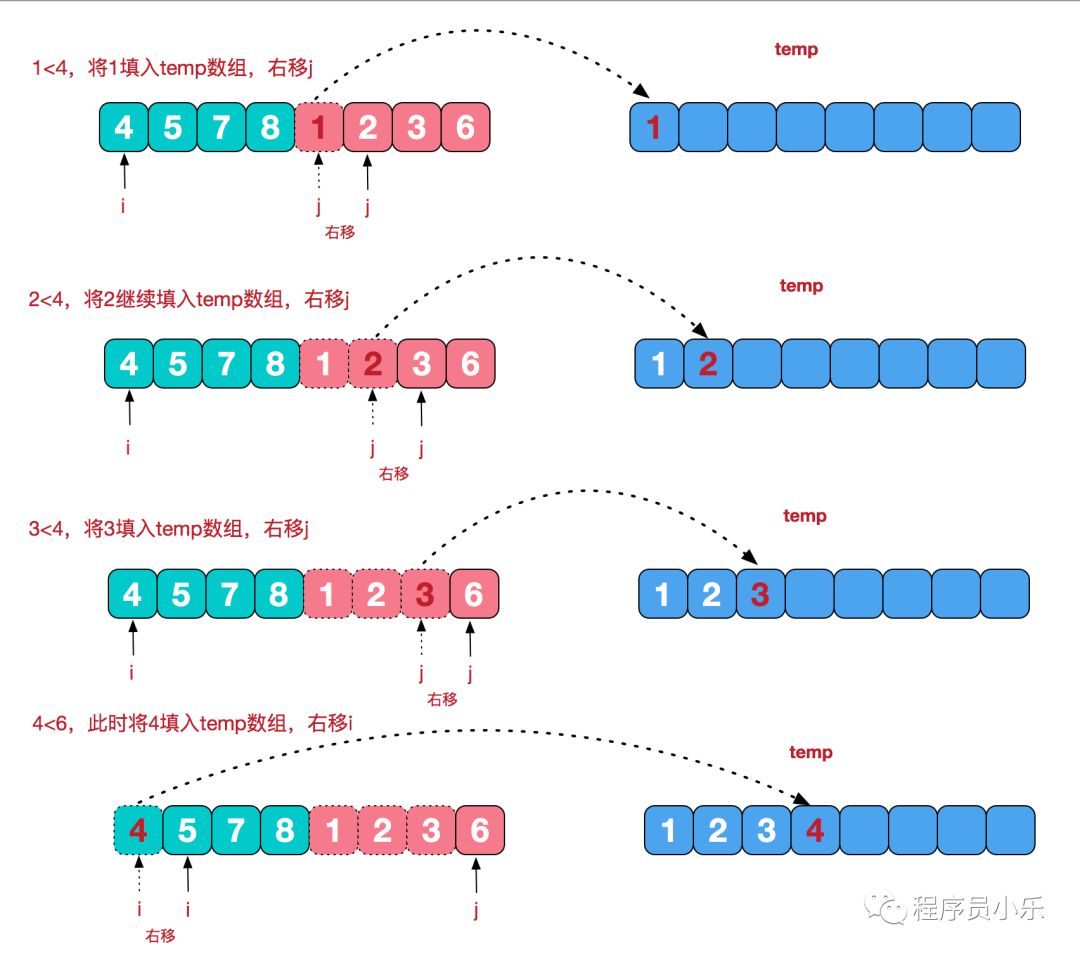 1<4，将1填入temp数组，右移j
temp
4 5 7 8 1 2 3 6
1
i j j
右移
2<4，将2继续填入temp数组，右移j
temp
4 5 7 8 1 2 3 6
1 2
i j j
右移
3<4，将3填入temp数组，右移j
temp
4 5 7 8 1 2 3 6
1 2 3
i j j
右移
4<6，此时将4填入temp数组，右移i
temp
4 5 7 8 1 2 3 6
1 2 3 4
i i j
右移
程序员小乐